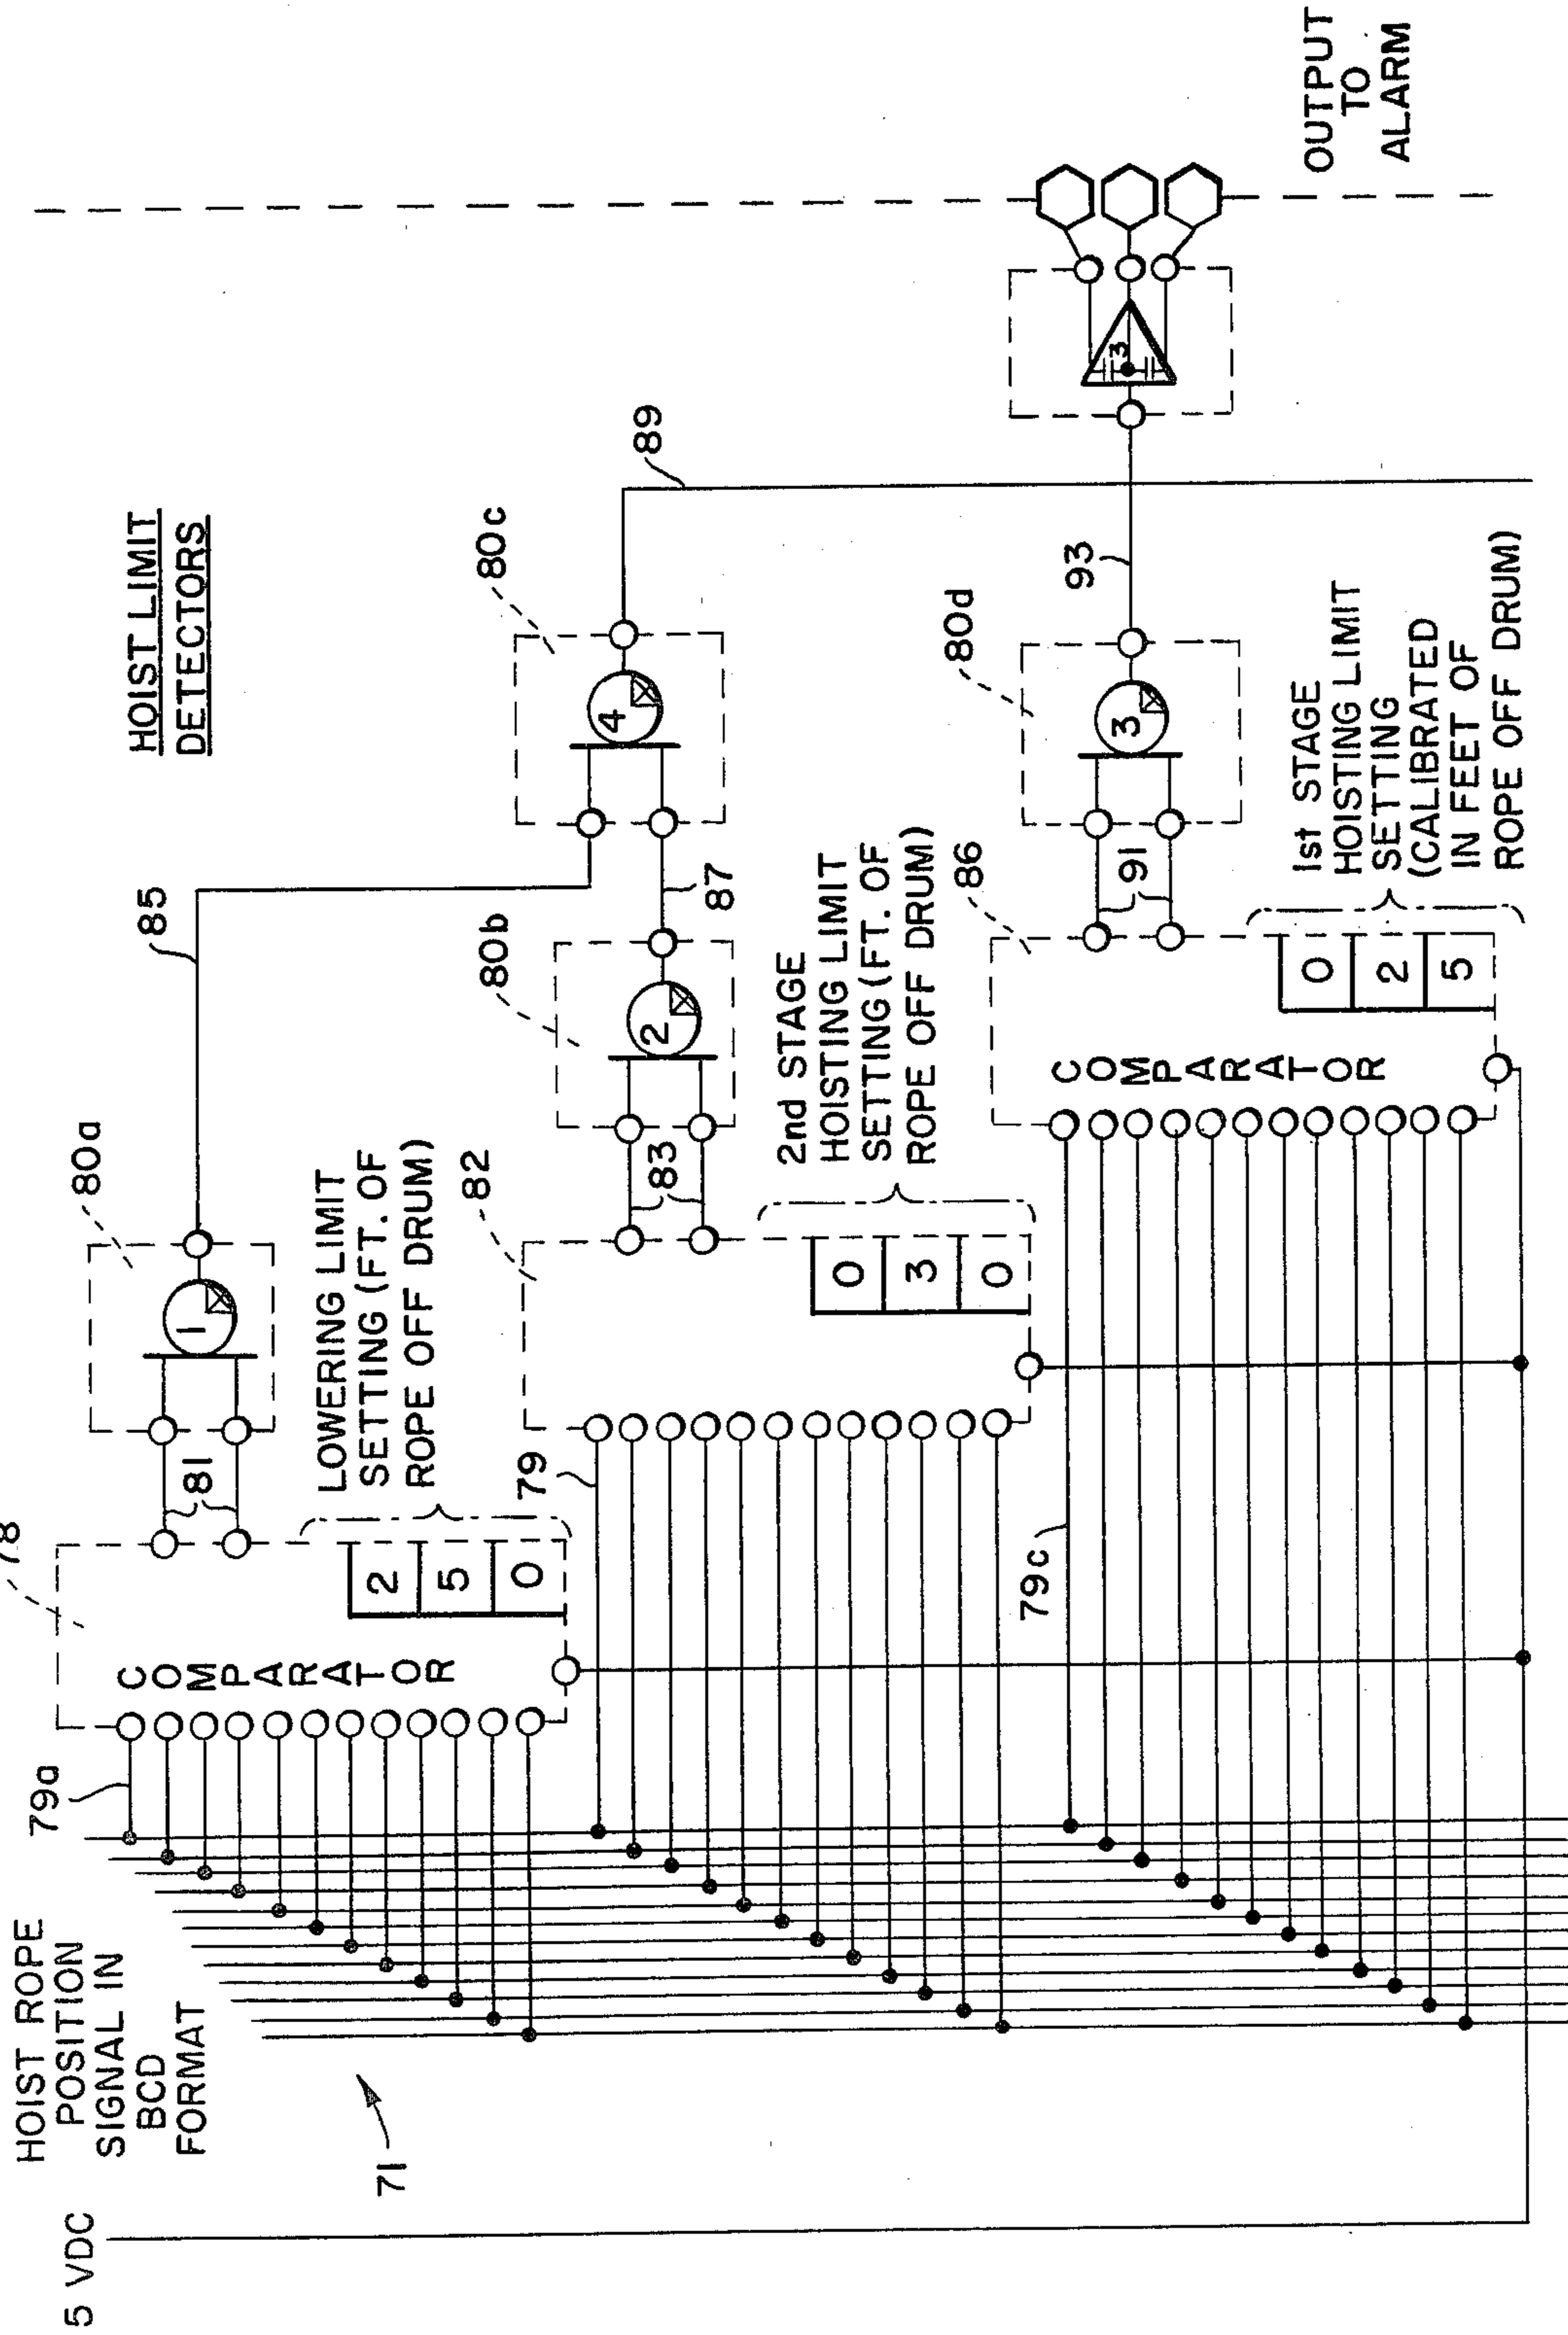 HOIST LIMIT
DETECTORS
5 VDC
HOIST ROPE
POSITION
SIGNAL IN
BCD
FORMAT
71
79a
78
COMPARATOR
2
5
0
81
80a
1
85
LOWERING LIMIT
SETTING (FT. OF
ROPE OFF DRUM)
79
82
0
3
0
83
80b
2
87
80c
4
89
2nd STAGE
HOISTING LIMIT
SETTING (FT. OF
ROPE OFF DRUM)
79c
COMPARATOR
86
0
2
5
91
80d
3
93
3
1st STAGE
HOISTING LIMIT
SETTING
(CALIBRATED
IN FEET OF
ROPE OFF DRUM)
OUTPUT
TO
ALARM